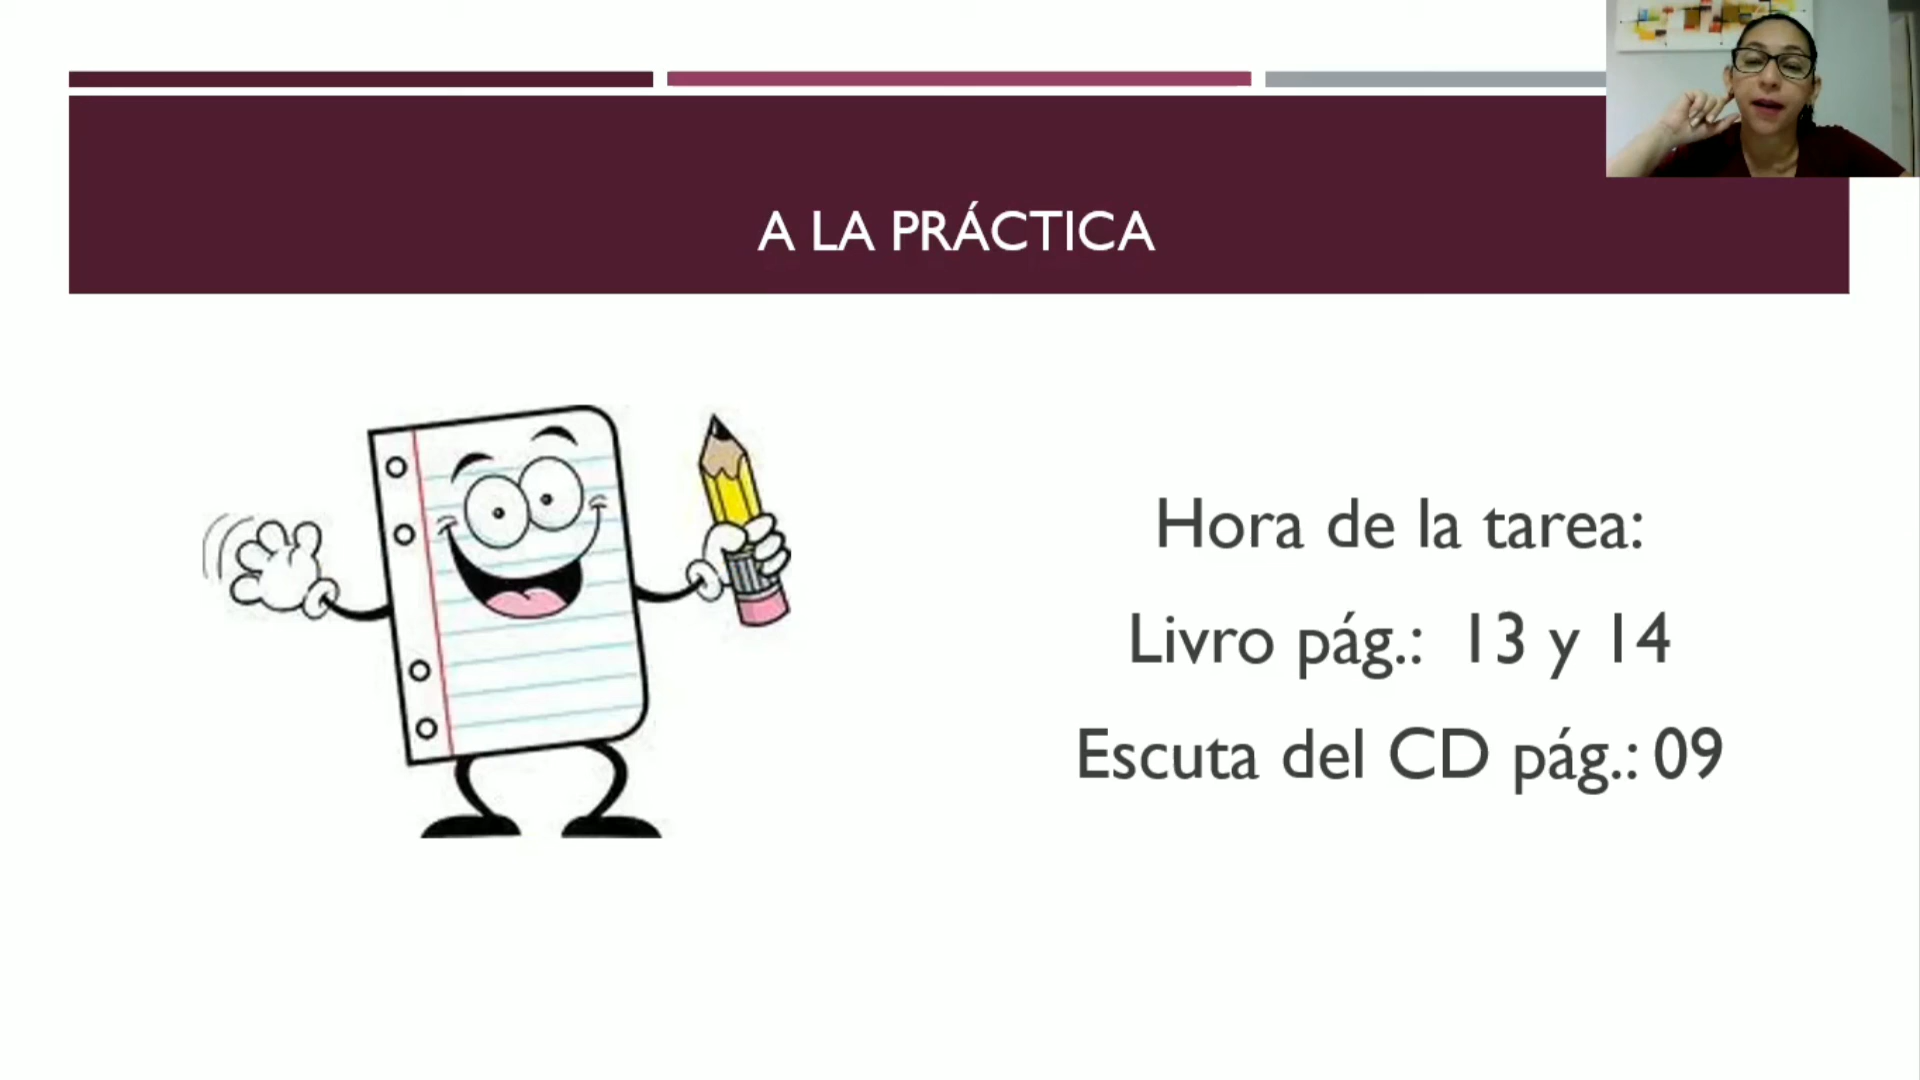 A LA PRÁCTICA
Hora de la tarea:
Livro pág.: 13 y 14
Escuta del CD pág.: 09